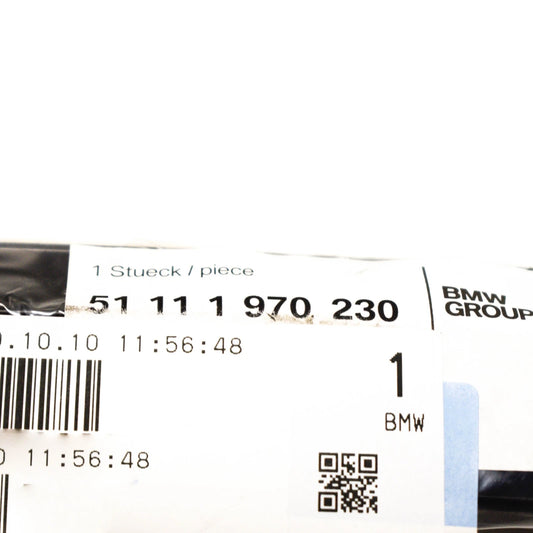 1 Stueck / piece
51 11 1 970 230
BMW
GROUP
.10.10 11:56:48
1
BMW
0 11:56:48